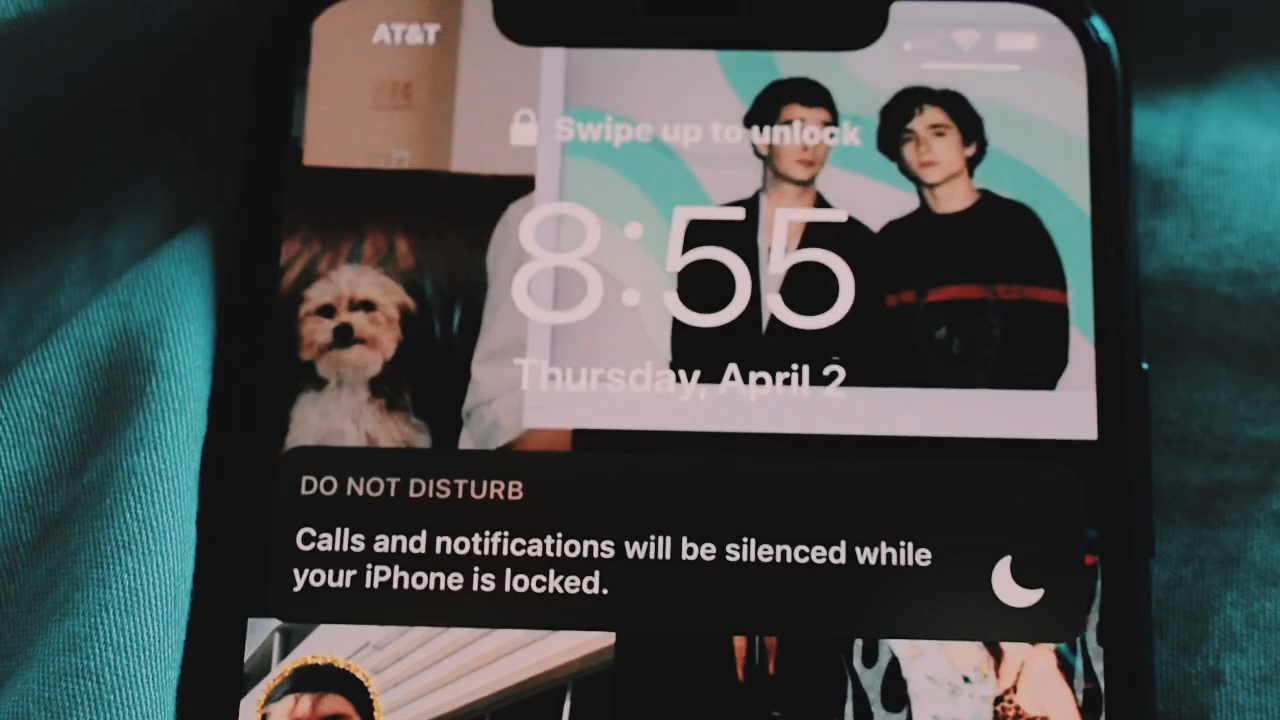 AT&T
Swipe up to unlock
8:55
Thursday, April 2
DO NOT DISTURB
Calls and notifications will be silenced while
your iPhone is locked.